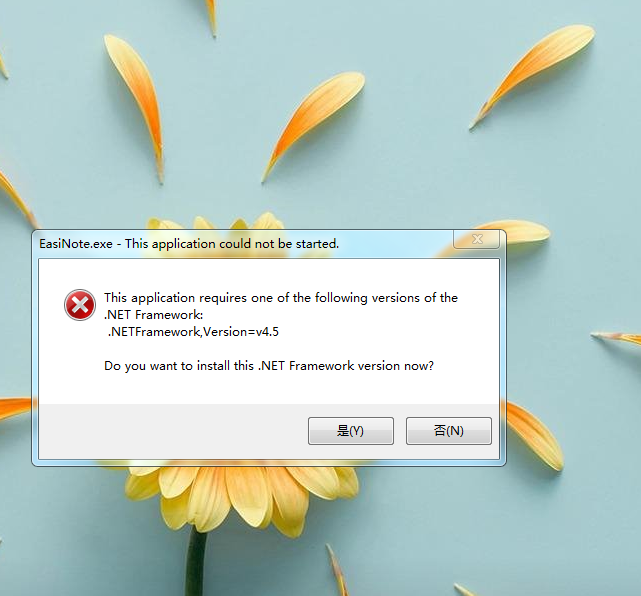 EasiNote.exe - This application could not be started.
This application requires one of the following versions of the
.NET Framework:
.NETFramework,Version=v4.5
Do you want to install this .NET Framework version now?
是(Y)
否(N)